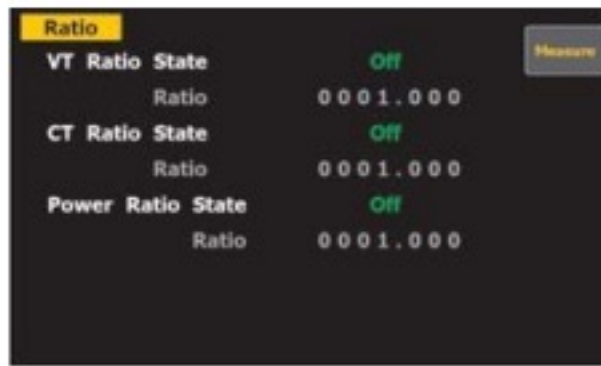 Ratio
Measure
VT Ratio State Off
Ratio 0001.000
CT Ratio State Off
Ratio 0001.000
Power Ratio State Off
Ratio 0001.000